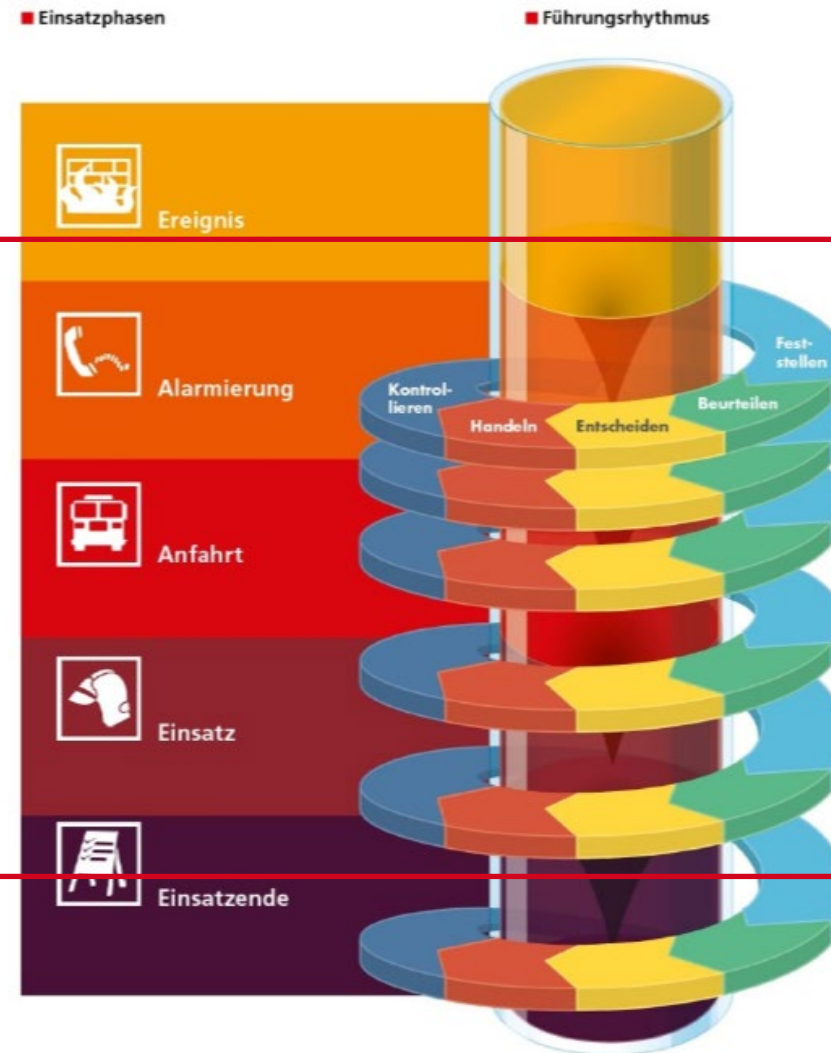 Einsatzphasen
Führungsrhythmus
Ereignis
Alarmierung
Anfahrt
Einsatz
Einsatzende
Fest-
stellen
Beurteilen
Entscheiden
Handeln
Kontrol-
lieren